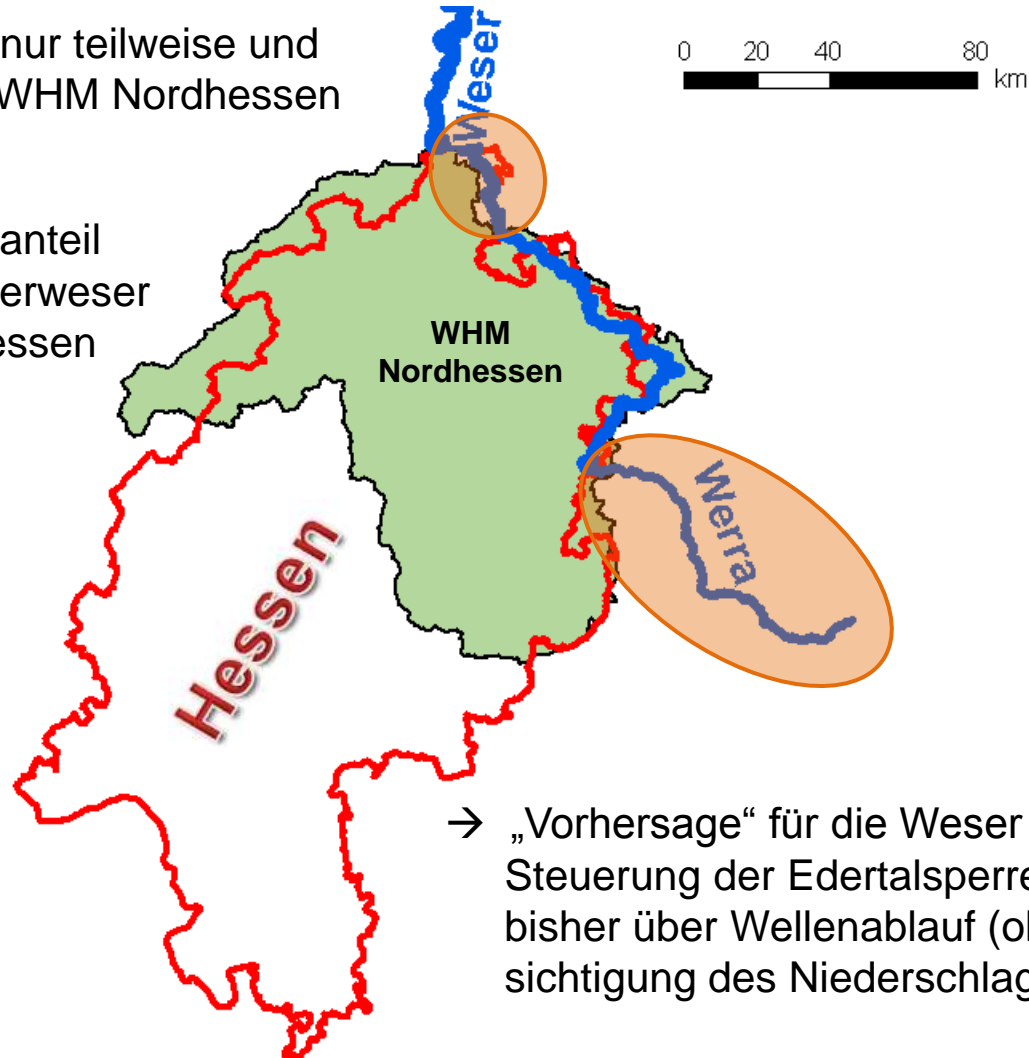 nur teilweise und
WHM Nordhessen
anteil
erweser
essen
0 20 40 80
km
Weser
WHM
Nordhessen
Werra
Hessen
→ „Vorhersage“ für die Weser
Steuerung der Edertalsperre
bisher über Wellenablauf (o
sichtigung des Niederschlag